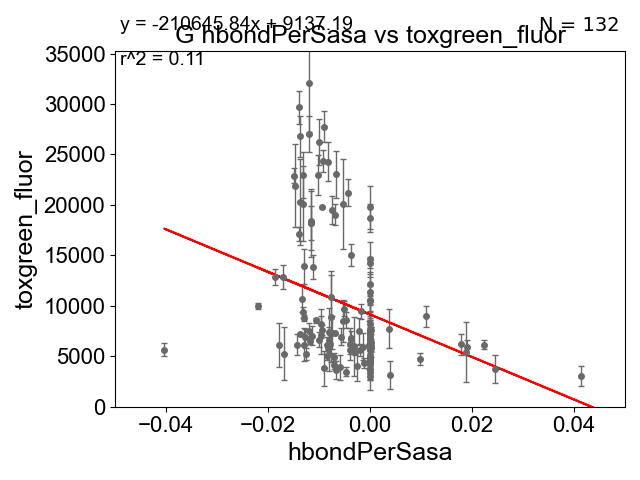 y = -210645.84x + 9137.19
N = 132
G hbondPerSasa vs toxgreen_fluor
r^2 = 0.11
35000
30000
25000
20000
15000
10000
5000
0
toxgreen_fluor
−0.04 −0.02 0.00 0.02 0.04
hbondPerSasa